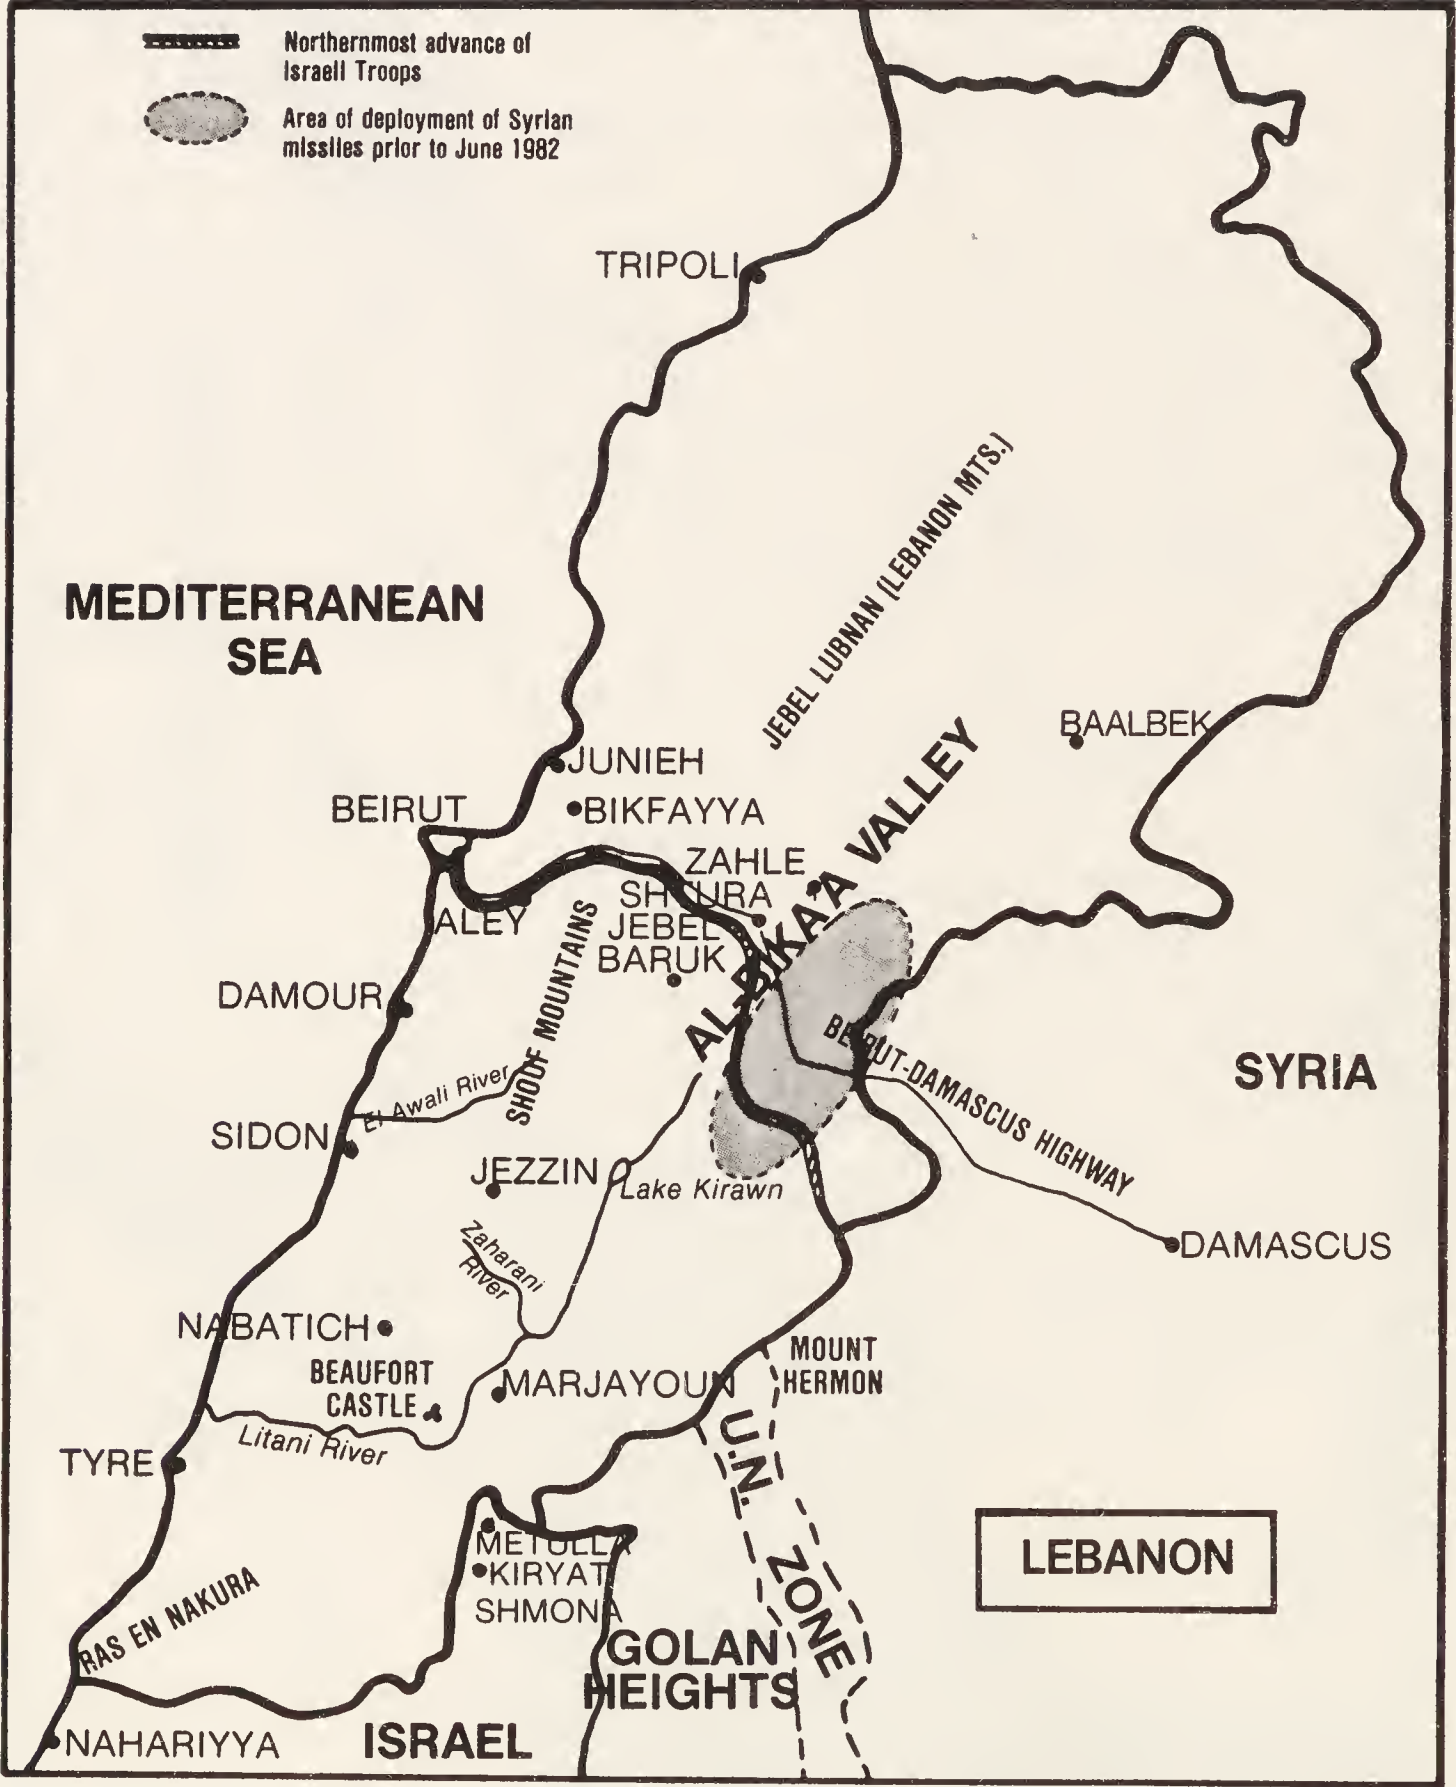 Northernmost advance of
Israeli Troops
Area of deployment of Syrian
missiles prior to June 1982
TRIPOLI
JEBEL LUBNAN (LEBANON MTS.)
MEDITERRANEAN
SEA
BAALBEK
JUNIEH
BIKFAYYA
BEIRUT
AL-BIKA'A VALLEY
ZAHLE
SHTURA
ALEY
JEBEL
BARUK
SHOUF MOUNTAINS
DAMOUR
BEIRUT-DAMASCUS HIGHWAY
SYRIA
El Awali River
SIDON
JEZZIN
Lake Kirawn
DAMASCUS
Zaharani
River
NABATICH
MOUNT
HERMON
BEAUFORT
CASTLE
MARJAYOUN
Litani River
U.N. ZONE
TYRE
METULLA
KIRYAT
SHMONA
LEBANON
RAS EN NAKURA
GOLAN
HEIGHTS
NAHARIYYA
ISRAEL